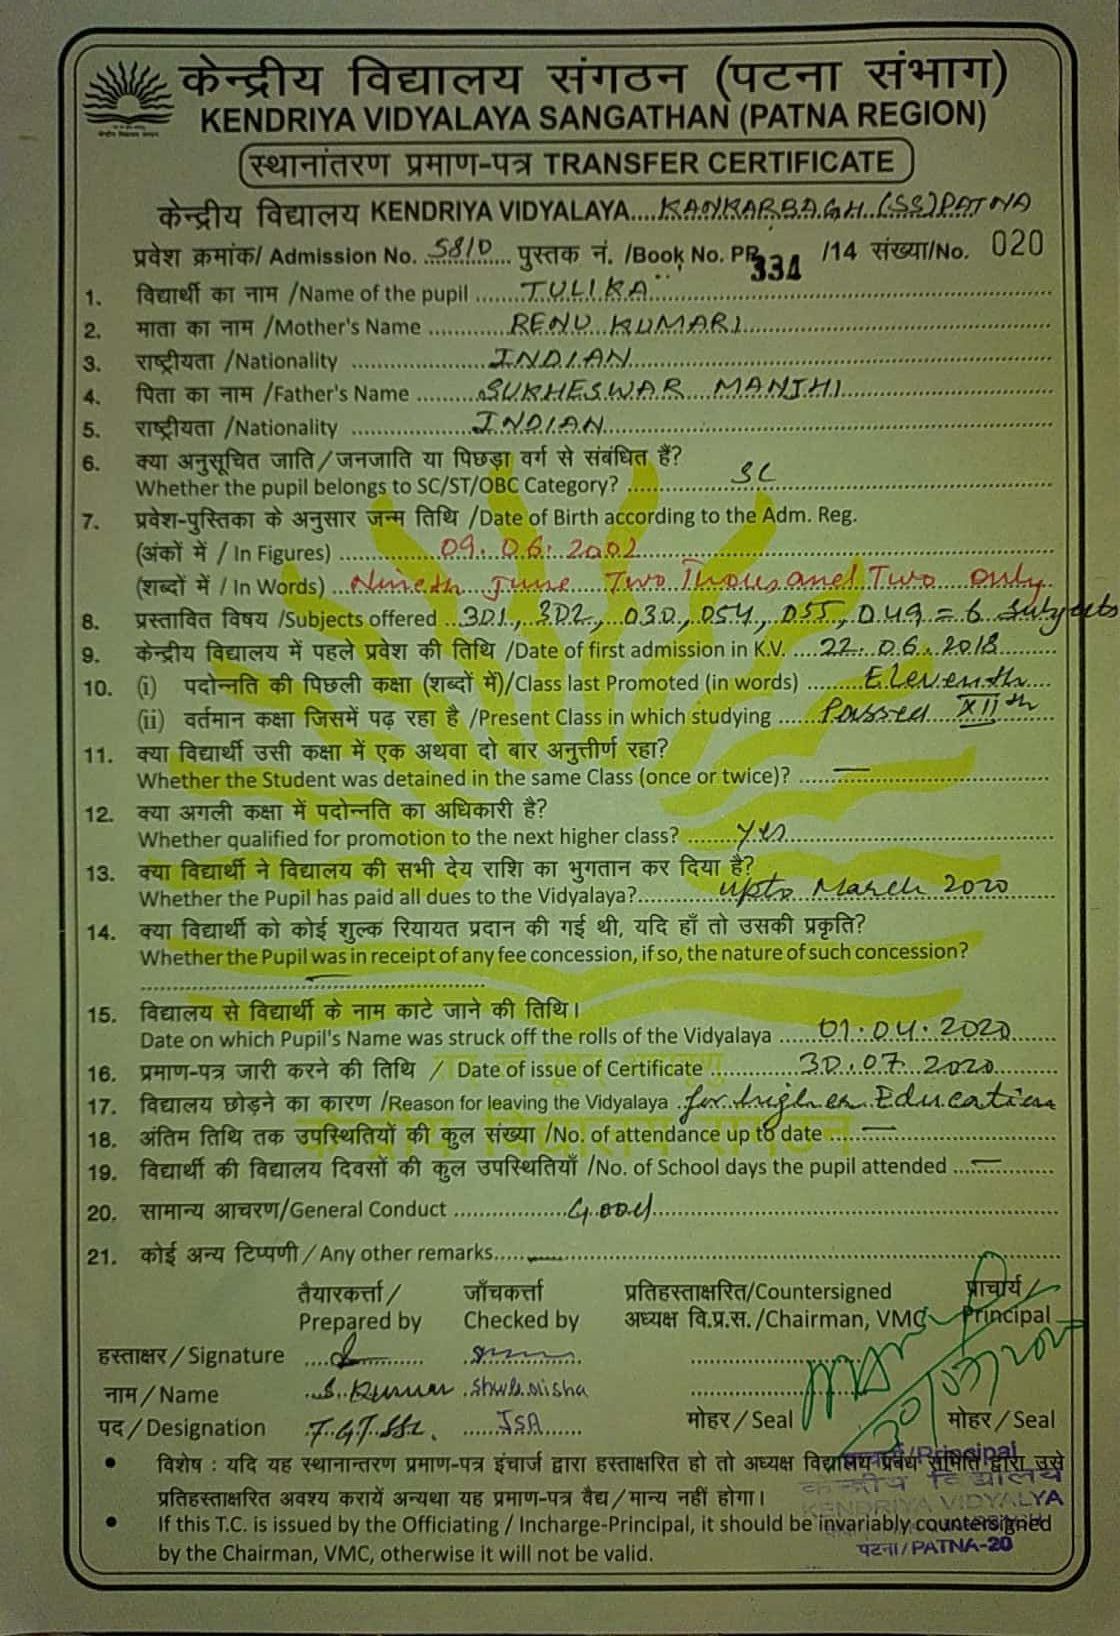 केन्द्रीय विद्यालय संगठन (पटना संभाग)
KENDRIYA VIDYALAYA SANGATHAN (PATNA REGION)
स्थानांतरण प्रमाण-पत्र TRANSFER CERTIFICATE
केन्द्रीय विद्यालय KENDRIYA VIDYALAYA....KANKARBAGH (SS) PATNA
प्रवेश क्रमांक/ Admission No. 5810 पुस्तक नं. /Book No. PR 334 /14 संख्या/No. 020
1. विद्यार्थी का नाम /Name of the pupil ........TULIKA
2. माता का नाम /Mother's Name ............RENU KUMARI
3. राष्ट्रीयता /Nationality ............INDIAN
4. पिता का नाम /Father's Name ............SUKHESWAR MANJHI
5. राष्ट्रीयता /Nationality ............INDIAN
6. क्या अनुसूचित जाति/जनजाति या पिछड़ा वर्ग से संबंधित हैं?
Whether the pupil belongs to SC/ST/OBC Category? ............SC
7. प्रवेश-पुस्तिका के अनुसार जन्म तिथि /Date of Birth according to the Adm. Reg.
(अंकों में / In Figures) ............09.06.2002
(शब्दों में / In Words) ...Nineth June Two Thousand Two only
8. प्रस्तावित विषय /Subjects offered ...301, 302, 030, 054, 055, 049 = 6 Subjects
9. केन्द्रीय विद्यालय में पहले प्रवेश की तिथि /Date of first admission in K.V. ....22.06.2018
10. (i) पदोन्नति की पिछली कक्षा (शब्दों में)/Class last Promoted (in words) .........Eleventh
(ii) वर्तमान कक्षा जिसमें पढ़ रहा है /Present Class in which studying ......Passed XIIth
11. क्या विद्यार्थी उसी कक्षा में एक अथवा दो बार अनुत्तीर्ण रहा?
Whether the Student was detained in the same Class (once or twice)? ......—
12. क्या अगली कक्षा में पदोन्नति का अधिकारी है?
Whether qualified for promotion to the next higher class? ........Yes
13. क्या विद्यार्थी ने विद्यालय की सभी देय राशि का भुगतान कर दिया है?
Whether the Pupil has paid all dues to the Vidyalaya?............upto March 2020
14. क्या विद्यार्थी को कोई शुल्क रियायत प्रदान की गई थी, यदि हाँ तो उसकी प्रकृति?
Whether the Pupil was in receipt of any fee concession, if so, the nature of such concession?
—
15. विद्यालय से विद्यार्थी के नाम काटे जाने की तिथि।
Date on which Pupil's Name was struck off the rolls of the Vidyalaya ......01.04.2020
16. प्रमाण-पत्र जारी करने की तिथि / Date of issue of Certificate ............30.07.2020
17. विद्यालय छोड़ने का कारण /Reason for leaving the Vidyalaya .for higher Education
18. अंतिम तिथि तक उपस्थितियों की कुल संख्या /No. of attendance up to date ....—
19. विद्यार्थी की विद्यालय दिवसों की कुल उपस्थितियाँ /No. of School days the pupil attended ...—
20. सामान्य आचरण/General Conduct ............Good
21. कोई अन्य टिप्पणी / Any other remarks.....—
तैयारकर्त्ता / जाँचकर्त्ता प्रतिहस्ताक्षरित/Countersigned प्राचार्य /
Prepared by Checked by अध्यक्ष वि.प्र.स. /Chairman, VMC Principal
हस्ताक्षर / Signature
नाम / Name S. Kumar
पद / Designation TGT SSt. JSA मोहर / Seal मोहर / Seal
30/07/2020
• विशेष : यदि यह स्थानान्तरण प्रमाण-पत्र इंचार्ज द्वारा हस्ताक्षरित हो तो अध्यक्ष विद्यालय प्रबंध समिति द्वारा उसे
प्रतिहस्ताक्षरित अवश्य करायें अन्यथा यह प्रमाण-पत्र वैद्य/मान्य नहीं होगा।
• If this T.C. is issued by the Officiating / Incharge-Principal, it should be invariably countersigned
by the Chairman, VMC, otherwise it will not be valid.
प्राचार्य/Principal
केन्द्रीय विद्यालय
KENDRIYA VIDYALYA
पटना/PATNA-20